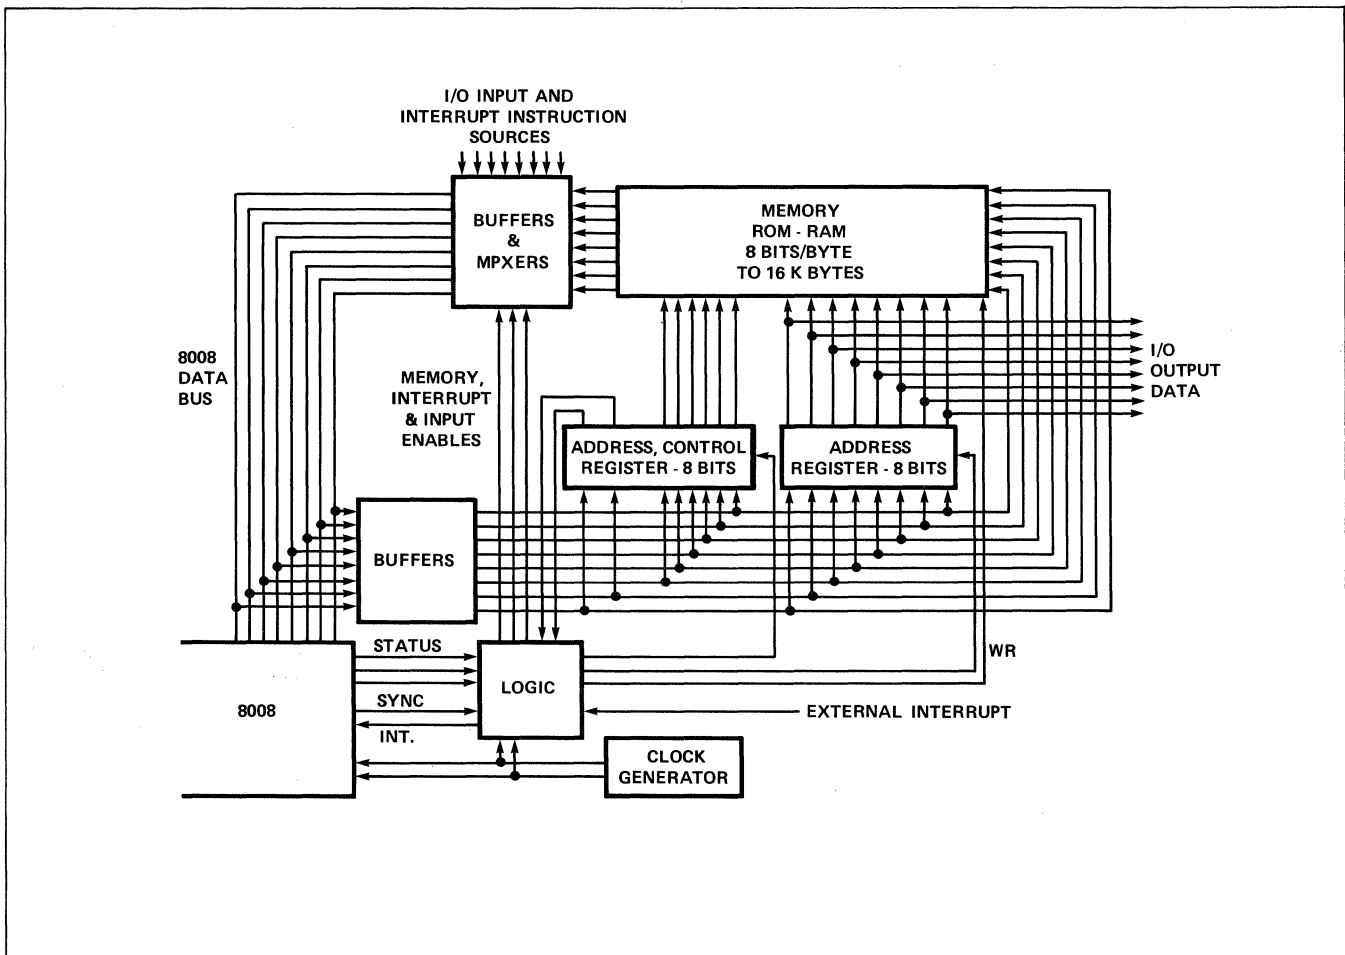 I/O INPUT AND
INTERRUPT INSTRUCTION
SOURCES
BUFFERS
&
MPXERS
MEMORY
ROM - RAM
8 BITS/BYTE
TO 16 K BYTES
8008
DATA
BUS
MEMORY,
INTERRUPT
& INPUT
ENABLES
I/O
OUTPUT
DATA
ADDRESS, CONTROL
REGISTER - 8 BITS
ADDRESS
REGISTER - 8 BITS
BUFFERS
STATUS
WR
LOGIC
SYNC
8008
EXTERNAL INTERRUPT
INT.
CLOCK
GENERATOR